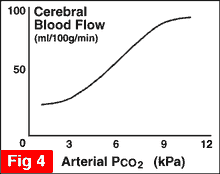 100
Cerebral
Blood Flow
(ml/100g/min)
50
0 3 6 9 12
Fig 4 Arterial PCO2 (kPa)